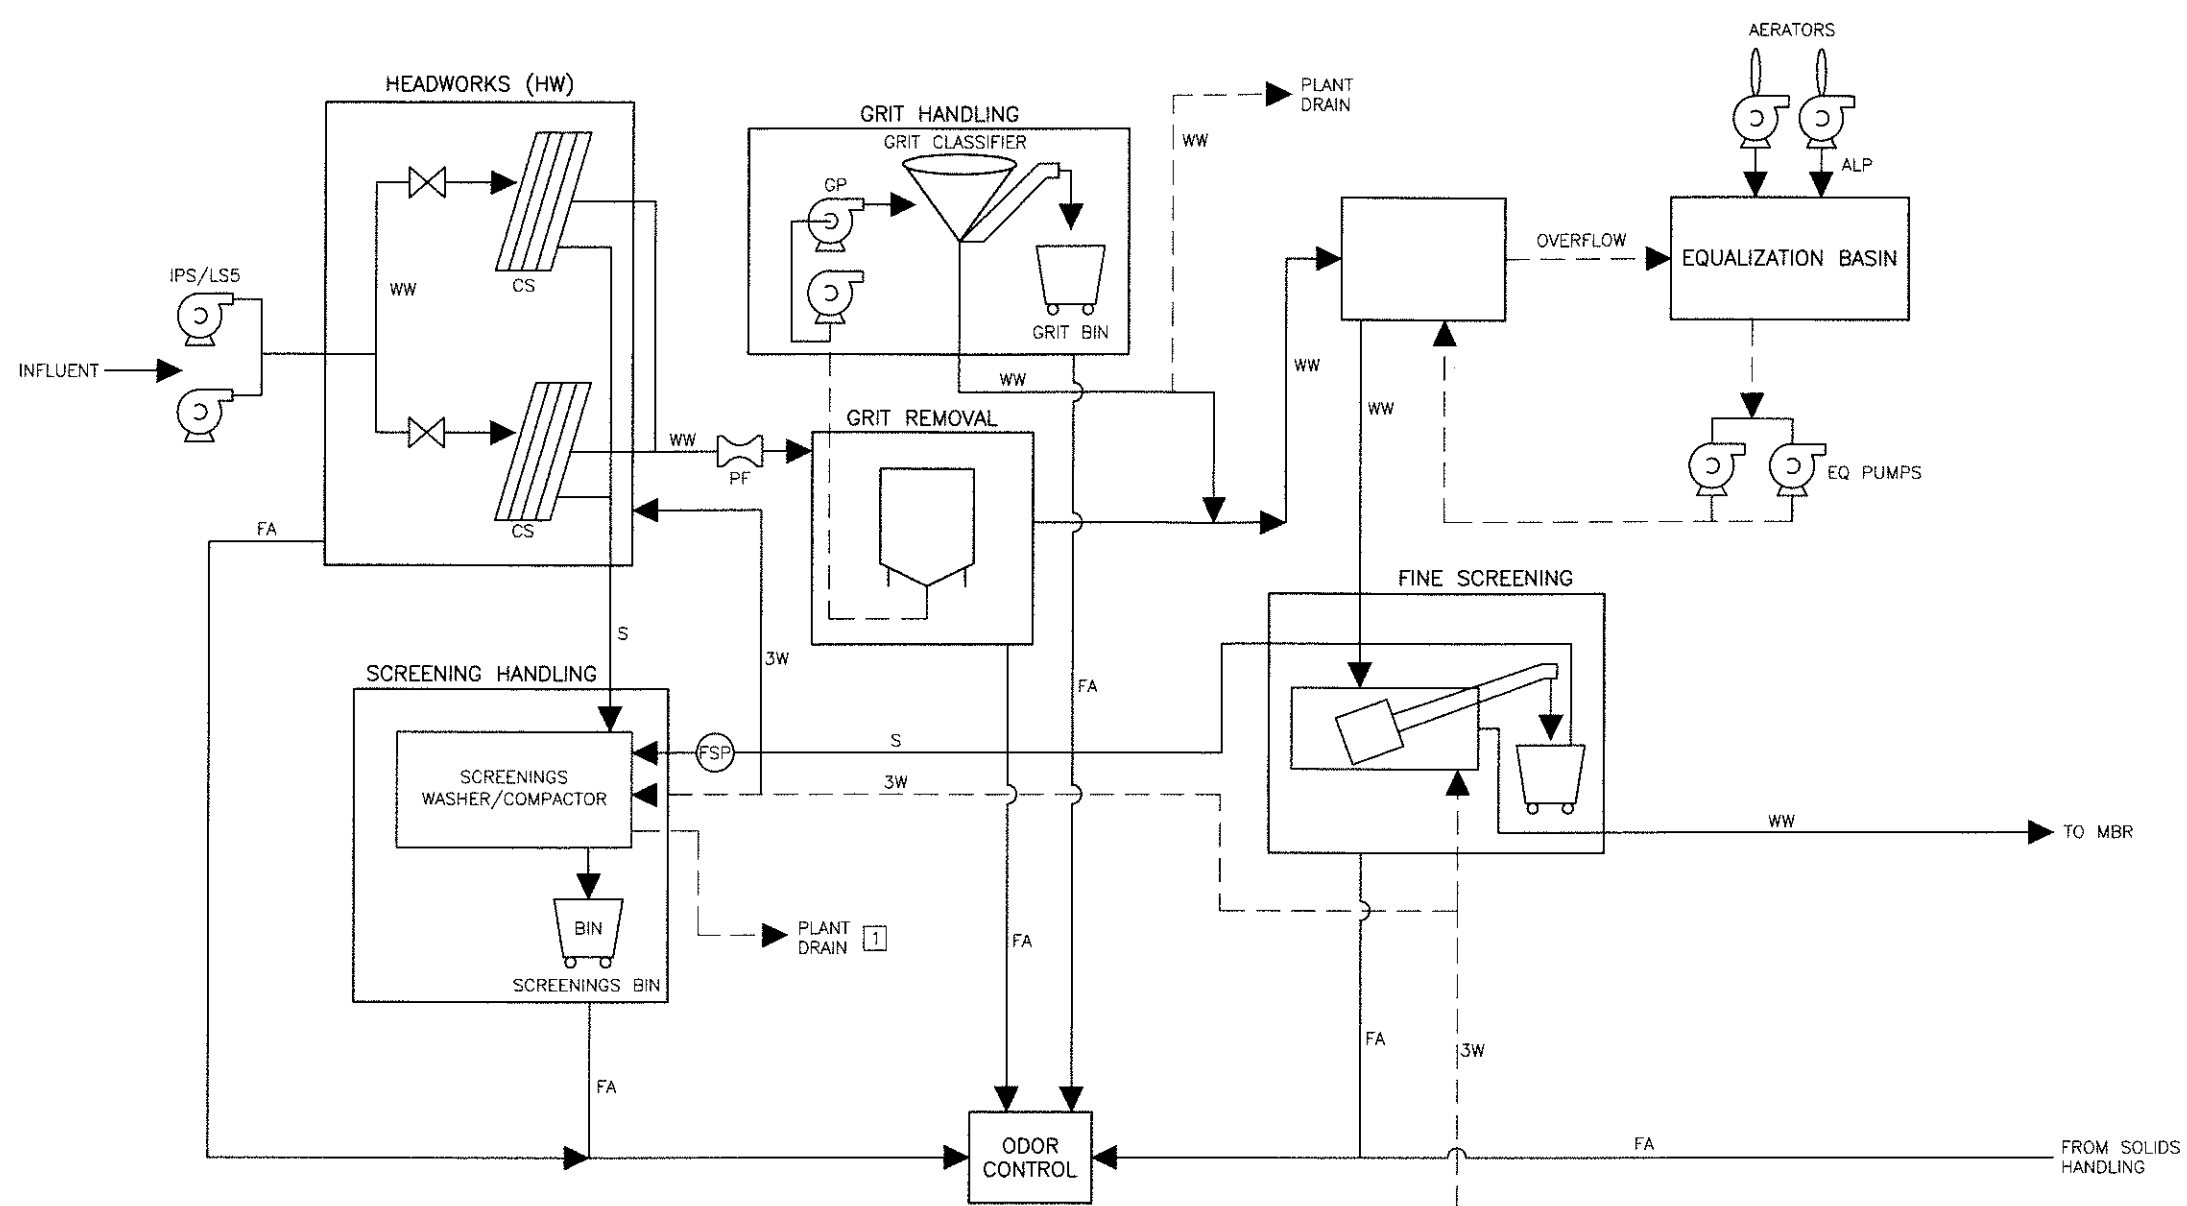 AERATORS
HEADWORKS (HW)
PLANT
DRAIN
GRIT HANDLING
GRIT CLASSIFIER
WW
ALP
GP
OVERFLOW
EQUALIZATION BASIN
IPS/LS5
CS
WW
GRIT BIN
INFLUENT
WW
WW
WW
GRIT REMOVAL
WW
PF
EQ PUMPS
CS
FA
FINE SCREENING
S
3W
SCREENING HANDLING
FA
FSP
S
SCREENINGS
WASHER/COMPACTOR
3W
WW
TO MBR
BIN
PLANT
DRAIN 1
FA
SCREENINGS BIN
FA
3W
FA
ODOR
CONTROL
FA
FROM SOLIDS
HANDLING